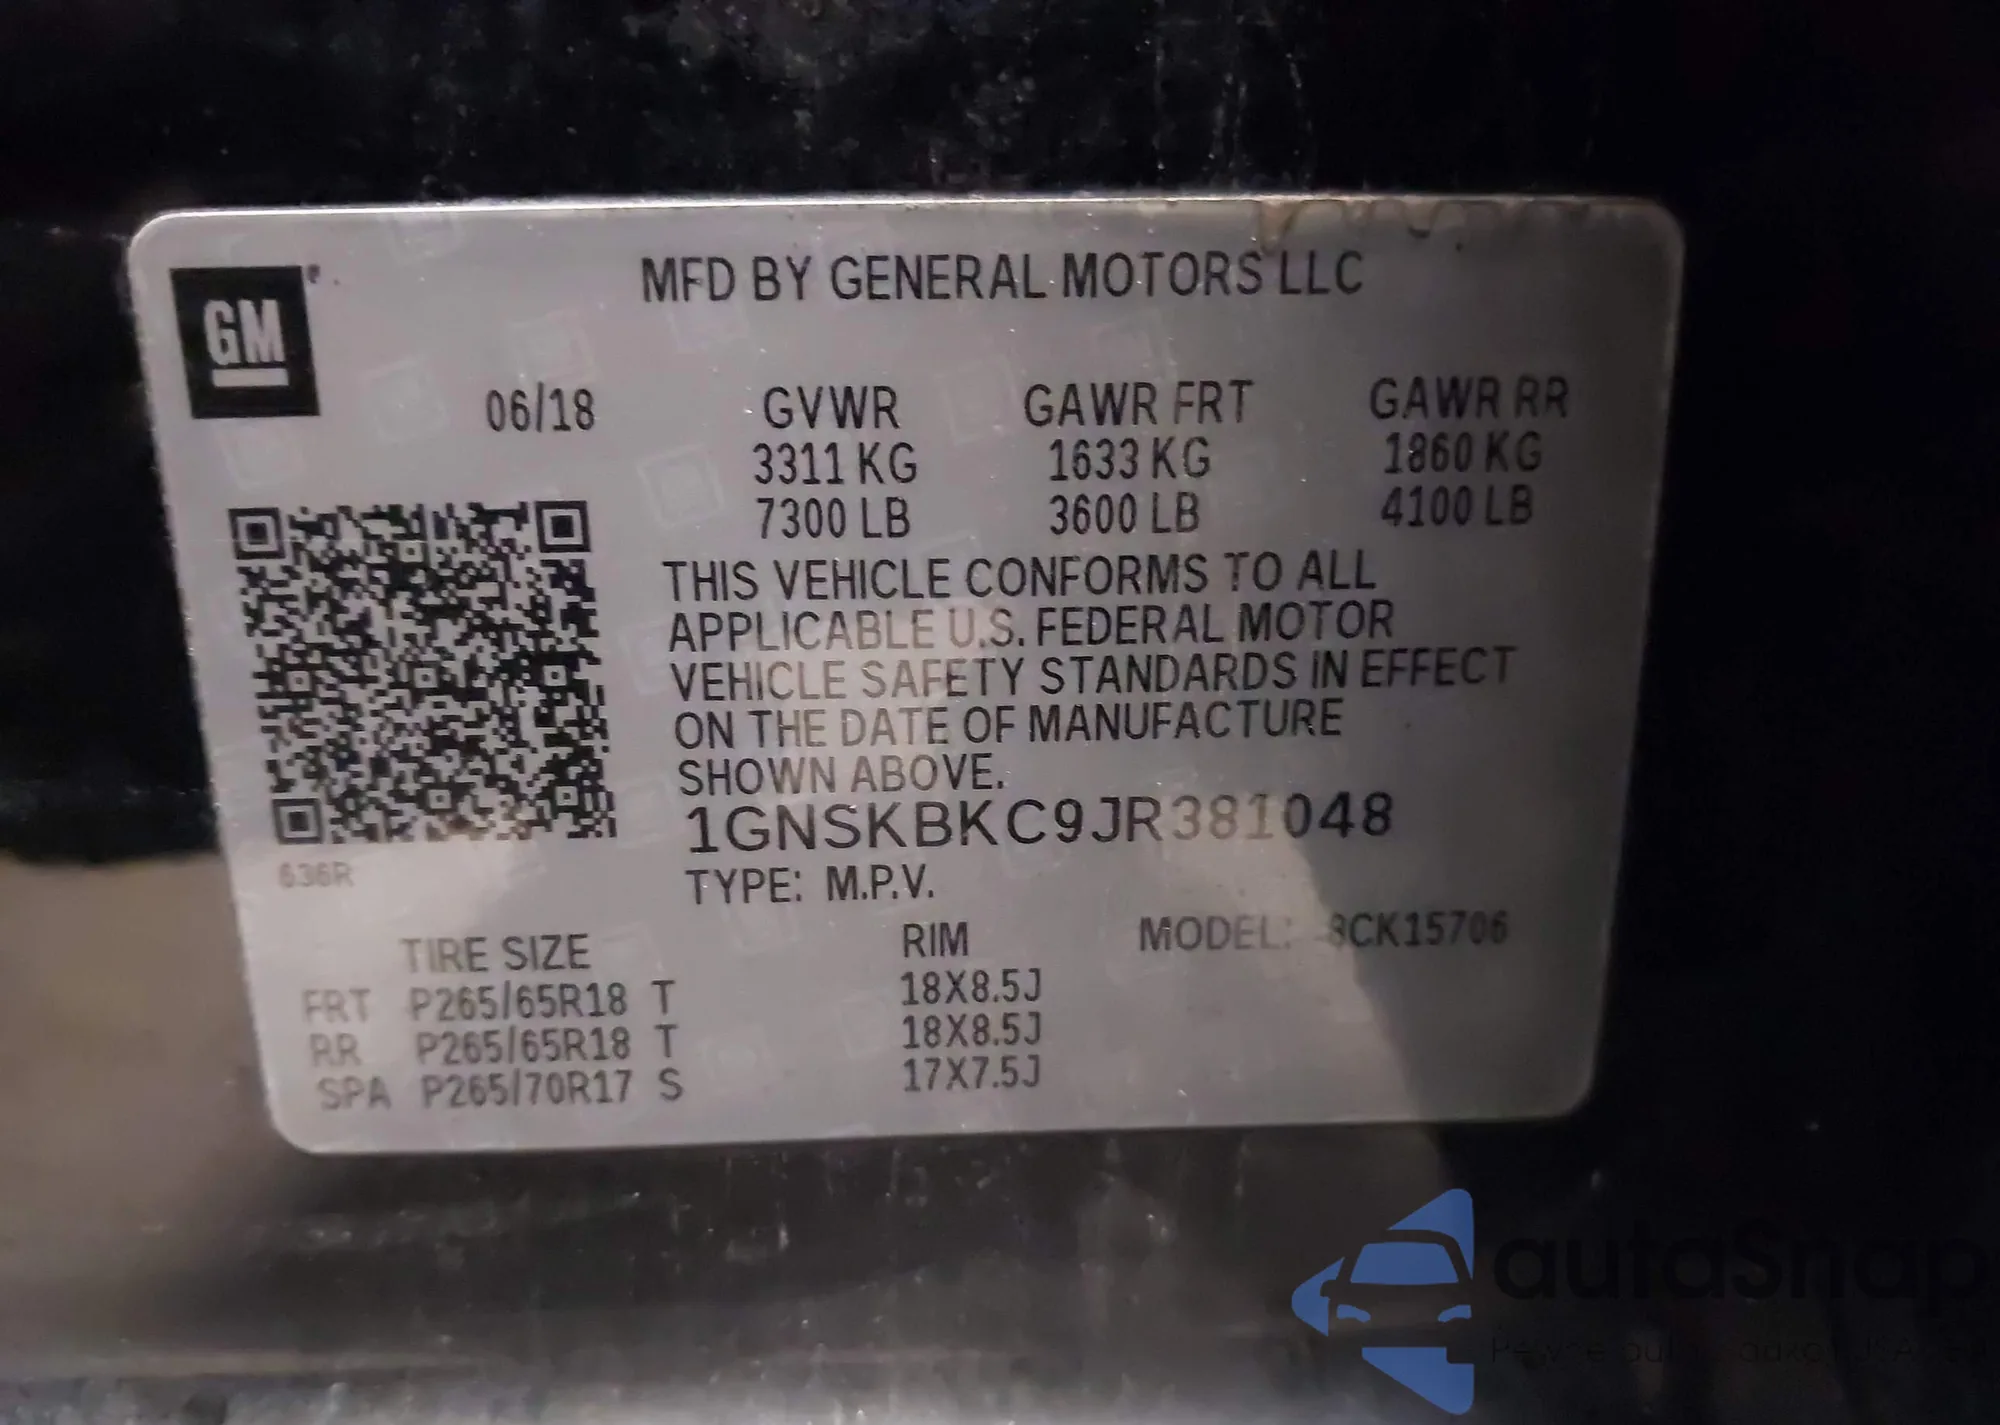 MFD BY GENERAL MOTORS LLC
GM
06/18 GVWR GAWR FRT GAWR RR
3311 KG 1633 KG 1860 KG
7300 LB 3600 LB 4100 LB
THIS VEHICLE CONFORMS TO ALL
APPLICABLE U.S. FEDERAL MOTOR
VEHICLE SAFETY STANDARDS IN EFFECT
ON THE DATE OF MANUFACTURE
SHOWN ABOVE.
1GNSKBKC9JR381048
636R
TYPE: M.P.V.
TIRE SIZE RIM MODEL: 8CK15706
FRT P265/65R18 T 18X8.5J
RR P265/65R18 T 18X8.5J
SPA P265/70R17 S 17X7.5J
autoSnap